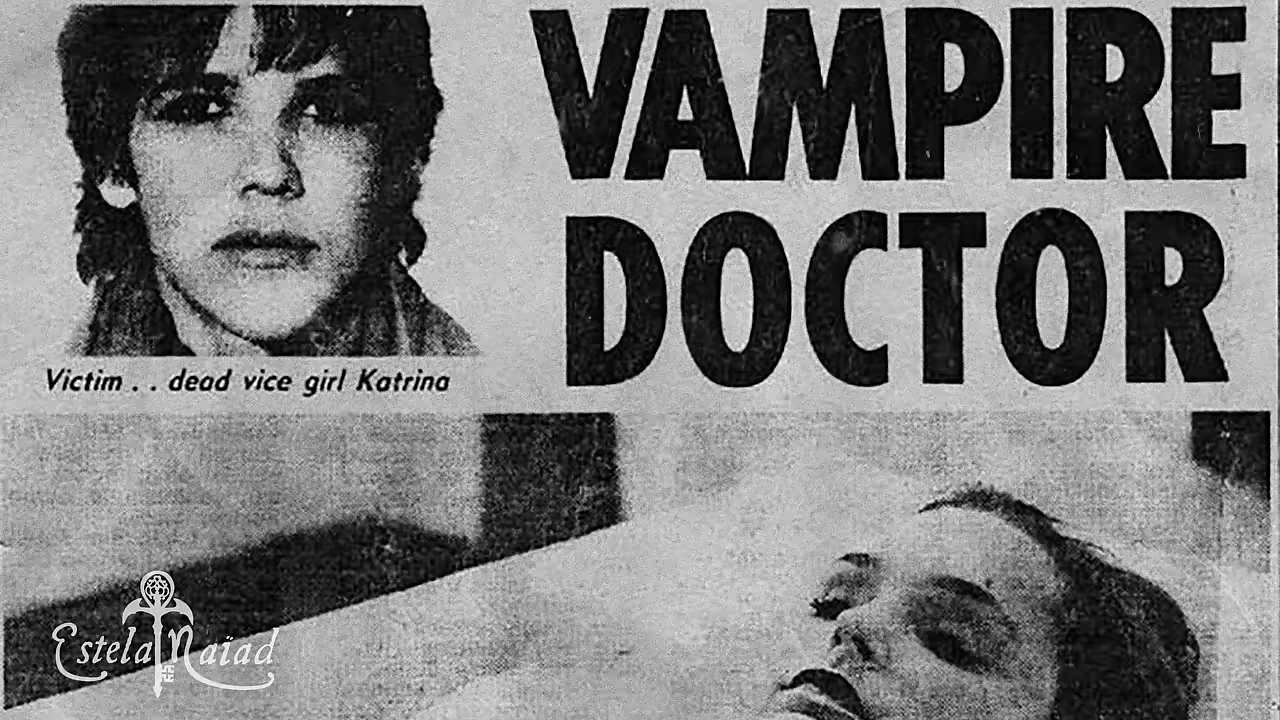 VAMPIRE
DOCTOR
Victim . . dead vice girl Katrina
Estela Naïad